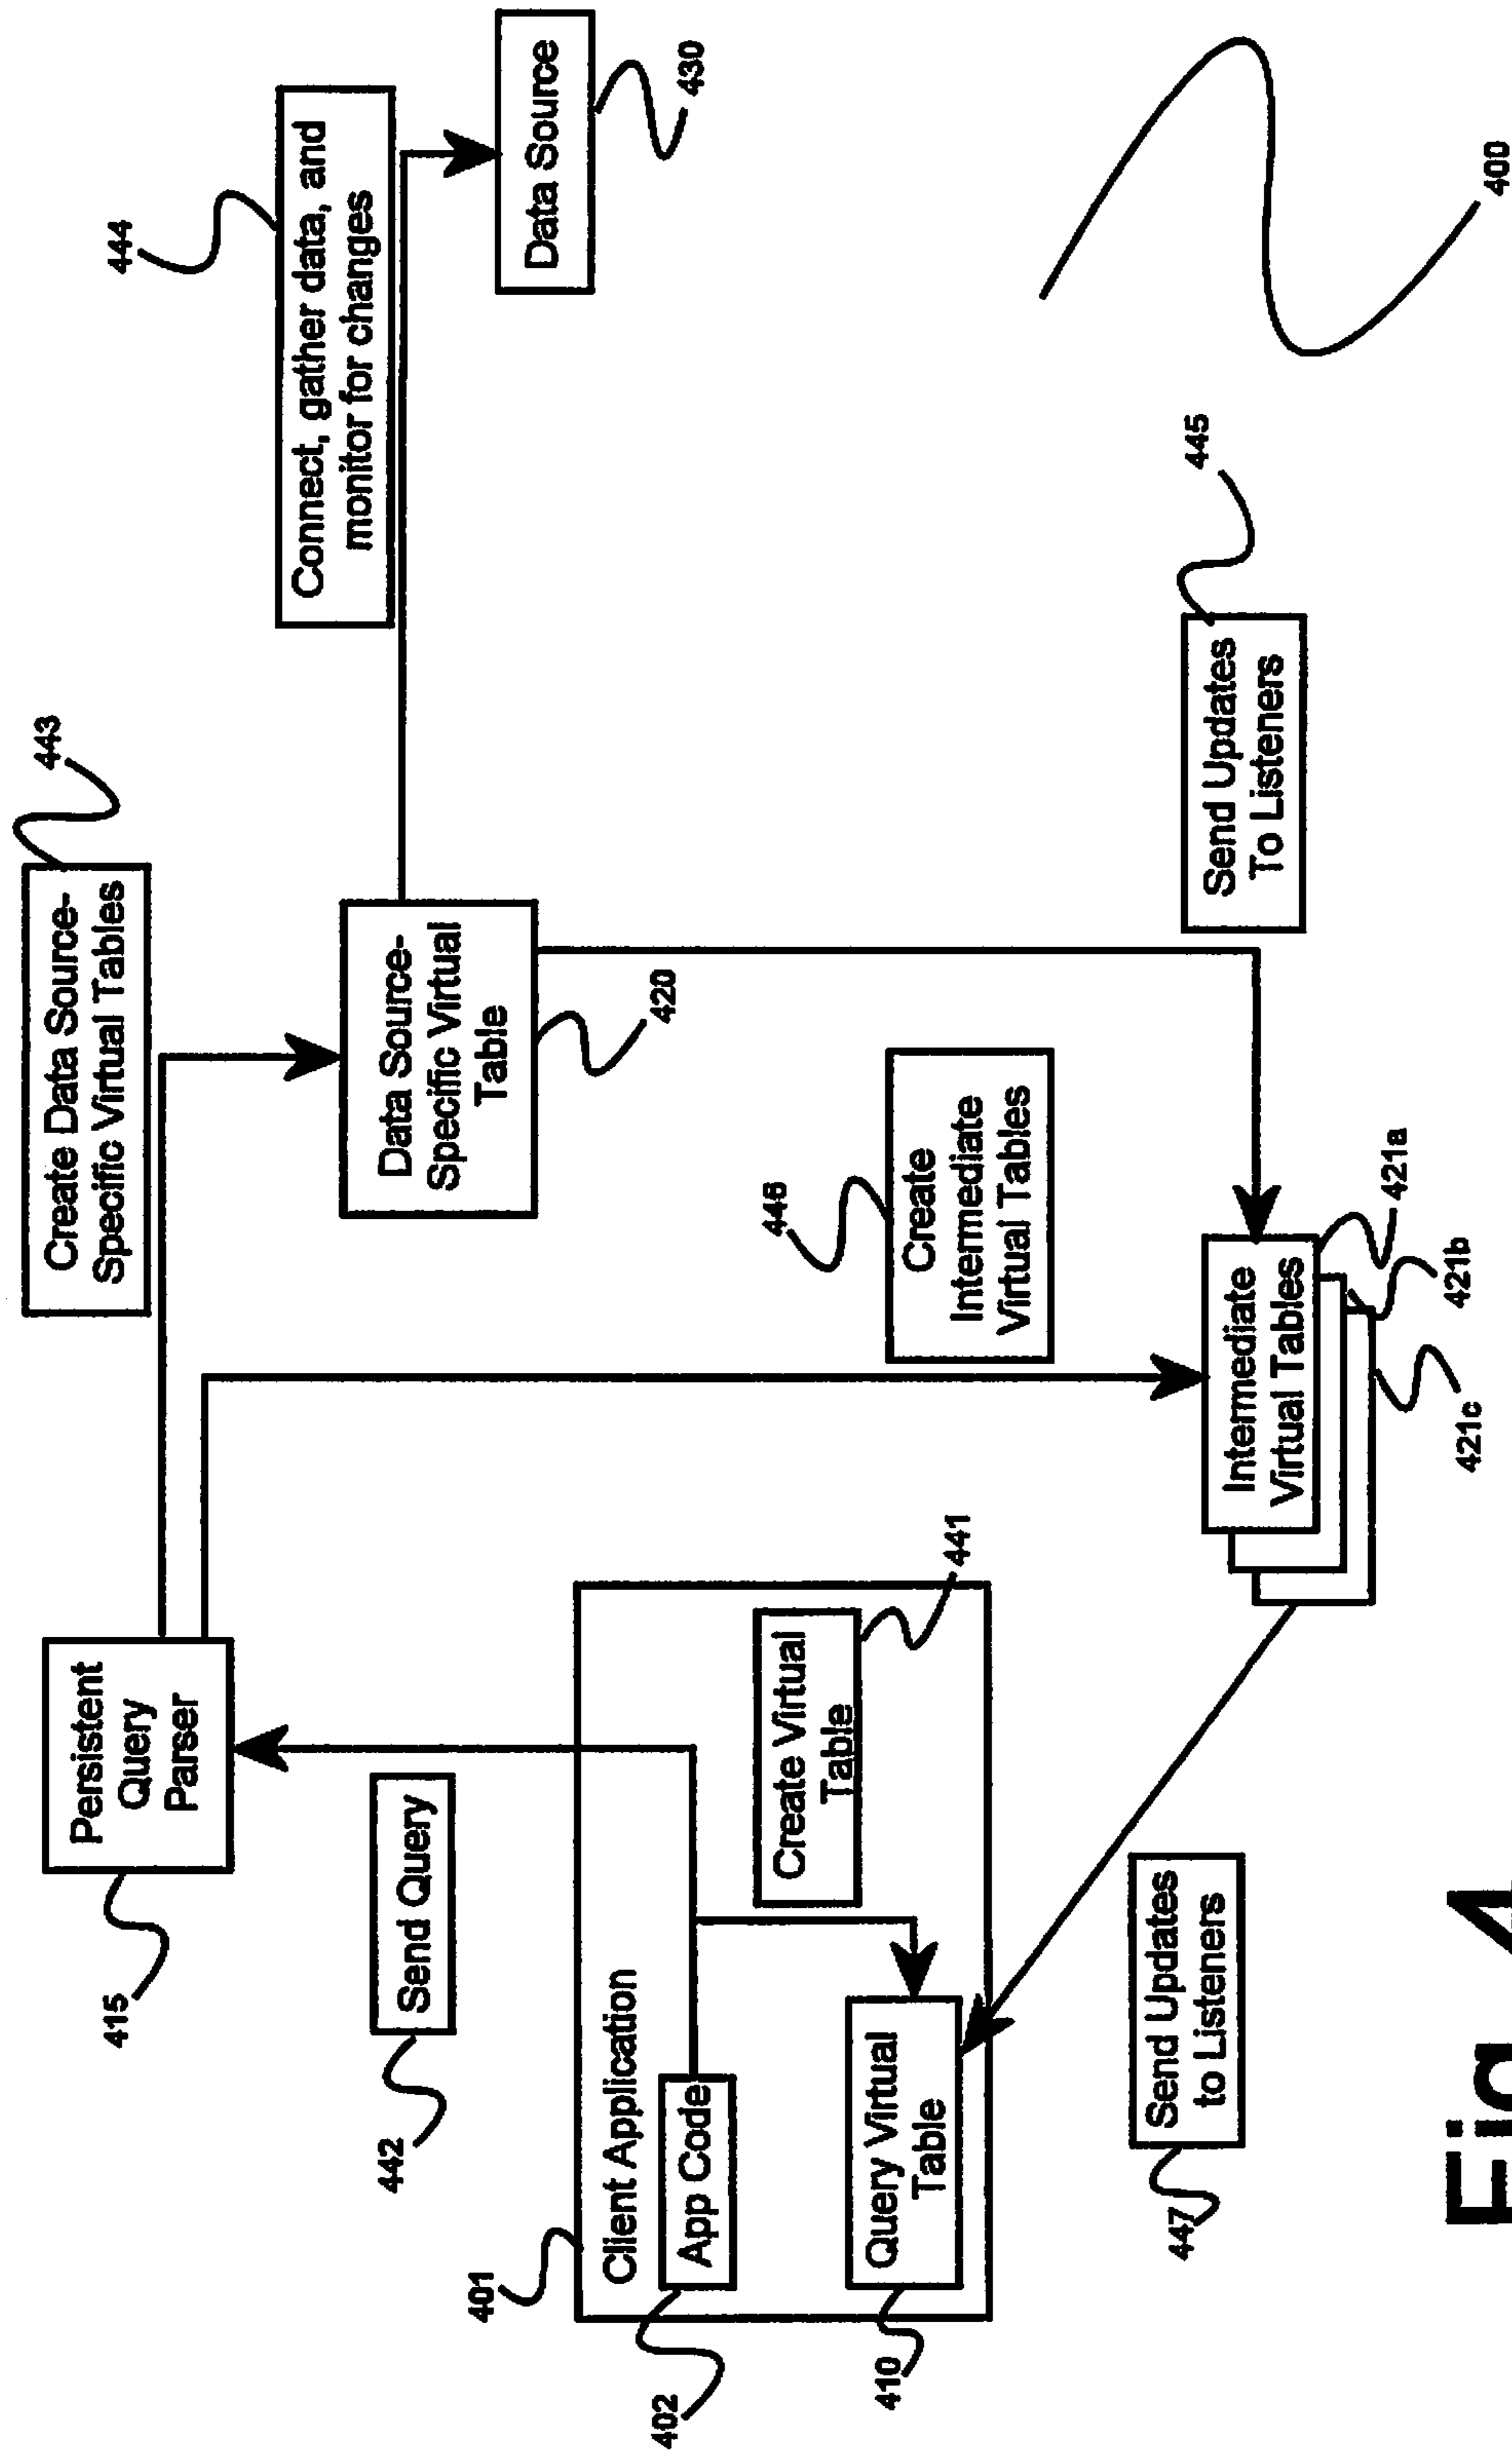 443
Create Data Source-
Specific Virtual Tables
444
Connect, gather data, and
monitor for changes
Persistent
Query
Parser
415
442
Send Query
Data Source-
Specific Virtual
Table
420
Data Source
430
401
Client Application
402
App Code
Create Virtual
Table
441
410
Query Virtual
Table
446
Create
Intermediate
Virtual Tables
447
Send Updates
to Listeners
Intermediate
Virtual Tables
421a
421b
421c
Send Updates
To Listeners
445
400
Fig 4